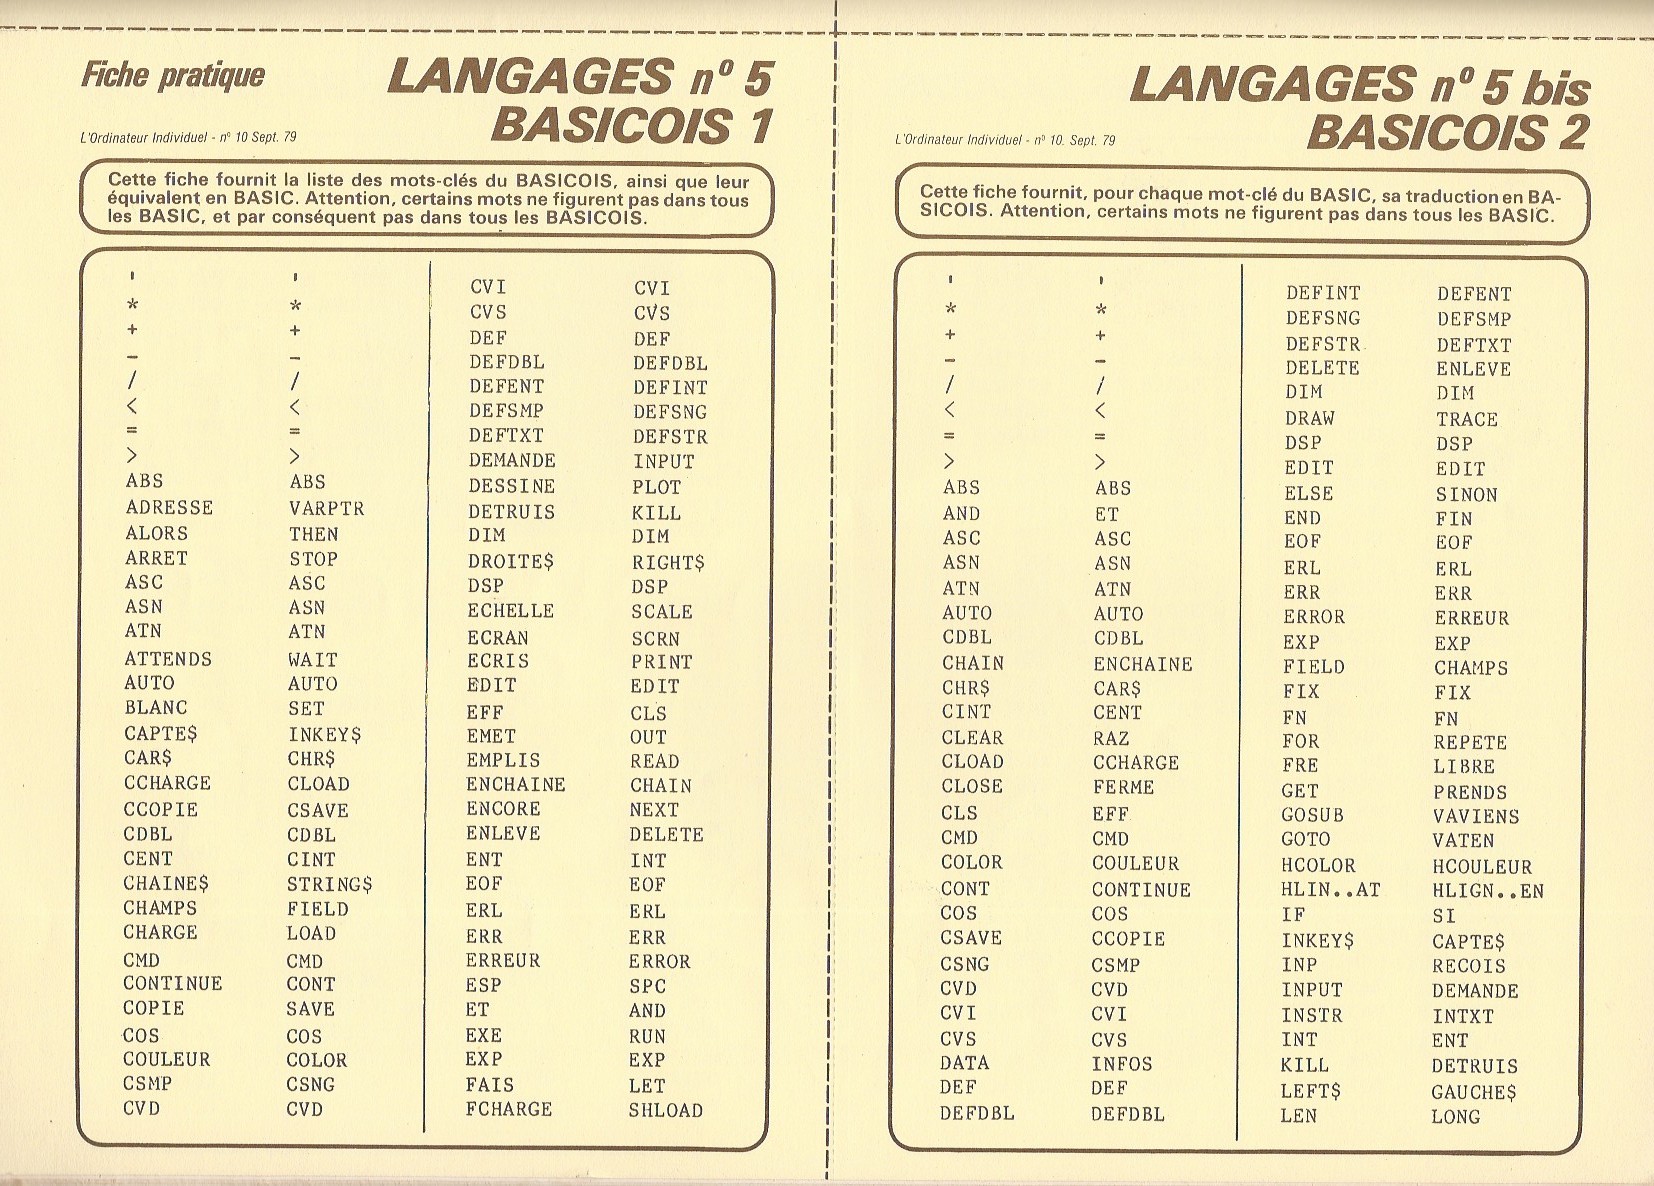 Fiche pratique
LANGAGES nº 5
BASICOIS 1
L'Ordinateur Individuel - nº 10 Sept. 79
Cette fiche fournit la liste des mots-clés du BASICOIS, ainsi que leur
équivalent en BASIC. Attention, certains mots ne figurent pas dans tous
les BASIC, et par conséquent pas dans tous les BASICOIS.
' '
* *
+ +
− −
/ /
< <
= =
> >
ABS ABS
ADRESSE VARPTR
ALORS THEN
ARRET STOP
ASC ASC
ASN ASN
ATN ATN
ATTENDS WAIT
AUTO AUTO
BLANC SET
CAPTE$ INKEY$
CAR$ CHR$
CCHARGE CLOAD
CCOPIE CSAVE
CDBL CDBL
CENT CINT
CHAINE$ STRING$
CHAMPS FIELD
CHARGE LOAD
CMD CMD
CONTINUE CONT
COPIE SAVE
COS COS
COULEUR COLOR
CSMP CSNG
CVD CVD
CVI CVI
CVS CVS
DEF DEF
DEFDBL DEFDBL
DEFENT DEFINT
DEFSMP DEFSNG
DEFTXT DEFSTR
DEMANDE INPUT
DESSINE PLOT
DETRUIS KILL
DIM DIM
DROITE$ RIGHT$
DSP DSP
ECHELLE SCALE
ECRAN SCRN
ECRIS PRINT
EDIT EDIT
EFF CLS
EMET OUT
EMPLIS READ
ENCHAINE CHAIN
ENCORE NEXT
ENLEVE DELETE
ENT INT
EOF EOF
ERL ERL
ERR ERR
ERREUR ERROR
ESP SPC
ET AND
EXE RUN
EXP EXP
FAIS LET
FCHARGE SHLOAD
LANGAGES nº 5 bis
BASICOIS 2
L'Ordinateur Individuel - nº 10. Sept. 79
Cette fiche fournit, pour chaque mot-clé du BASIC, sa traduction en BA-
SICOIS. Attention, certains mots ne figurent pas dans tous les BASIC.
' '
* *
+ +
− −
/ /
< <
= =
> >
ABS ABS
AND ET
ASC ASC
ASN ASN
ATN ATN
AUTO AUTO
CDBL CDBL
CHAIN ENCHAINE
CHR$ CAR$
CINT CENT
CLEAR RAZ
CLOAD CCHARGE
CLOSE FERME
CLS EFF
CMD CMD
COLOR COULEUR
CONT CONTINUE
COS COS
CSAVE CCOPIE
CSNG CSMP
CVD CVD
CVI CVI
CVS CVS
DATA INFOS
DEF DEF
DEFDBL DEFDBL
DEFINT DEFENT
DEFSNG DEFSMP
DEFSTR DEFTXT
DELETE ENLEVE
DIM DIM
DRAW TRACE
DSP DSP
EDIT EDIT
ELSE SINON
END FIN
EOF EOF
ERL ERL
ERR ERR
ERROR ERREUR
EXP EXP
FIELD CHAMPS
FIX FIX
FN FN
FOR REPETE
FRE LIBRE
GET PRENDS
GOSUB VAVIENS
GOTO VATEN
HCOLOR HCOULEUR
HLIN..AT HLIGN..EN
IF SI
INKEY$ CAPTE$
INP RECOIS
INPUT DEMANDE
INSTR INTXT
INT ENT
KILL DETRUIS
LEFT$ GAUCHE$
LEN LONG